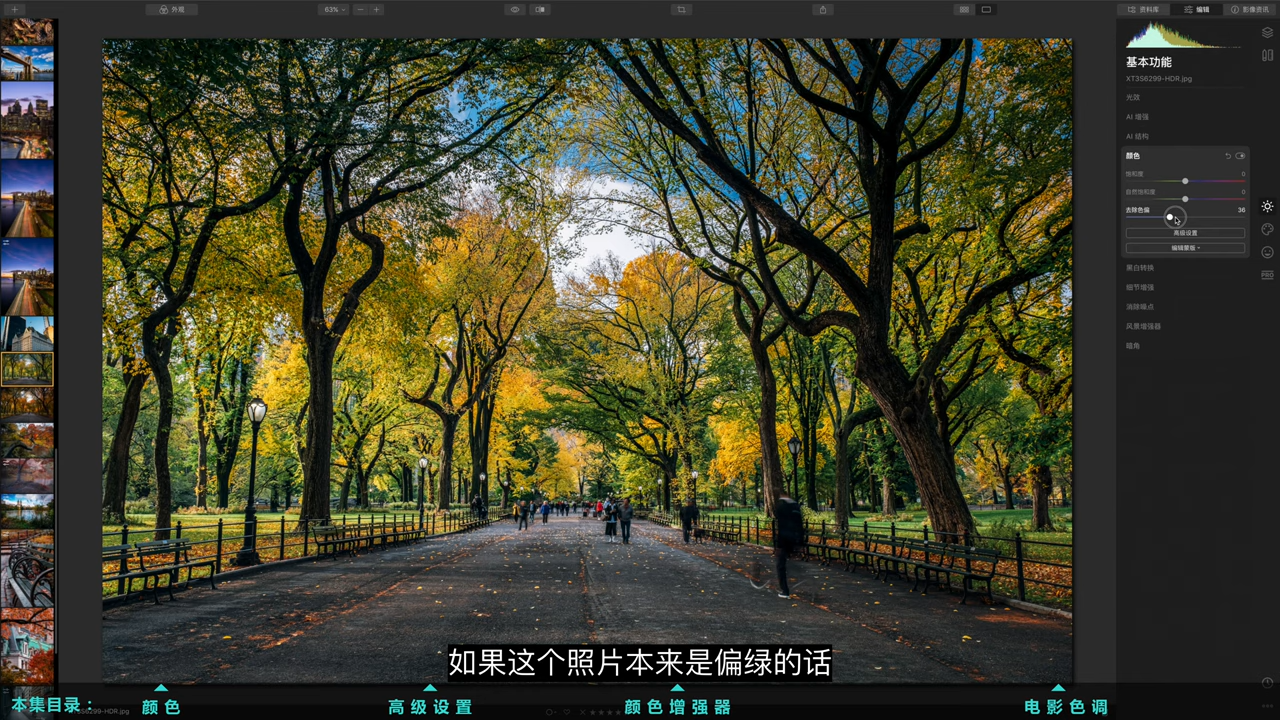 外观
63%
资料库
编辑
影像资讯
基本功能
XT3S6299-HDR.jpg
光效
AI 增强
AI 结构
颜色
饱和度 0
自然饱和度 0
去除色偏 36
高级设置
编辑蒙版
黑白转换
细节增强
消除噪点
风景增强器
暗角
PRO
如果这个照片本来是偏绿的话
本集目录：
颜色
高级设置
颜色增强器
电影色调